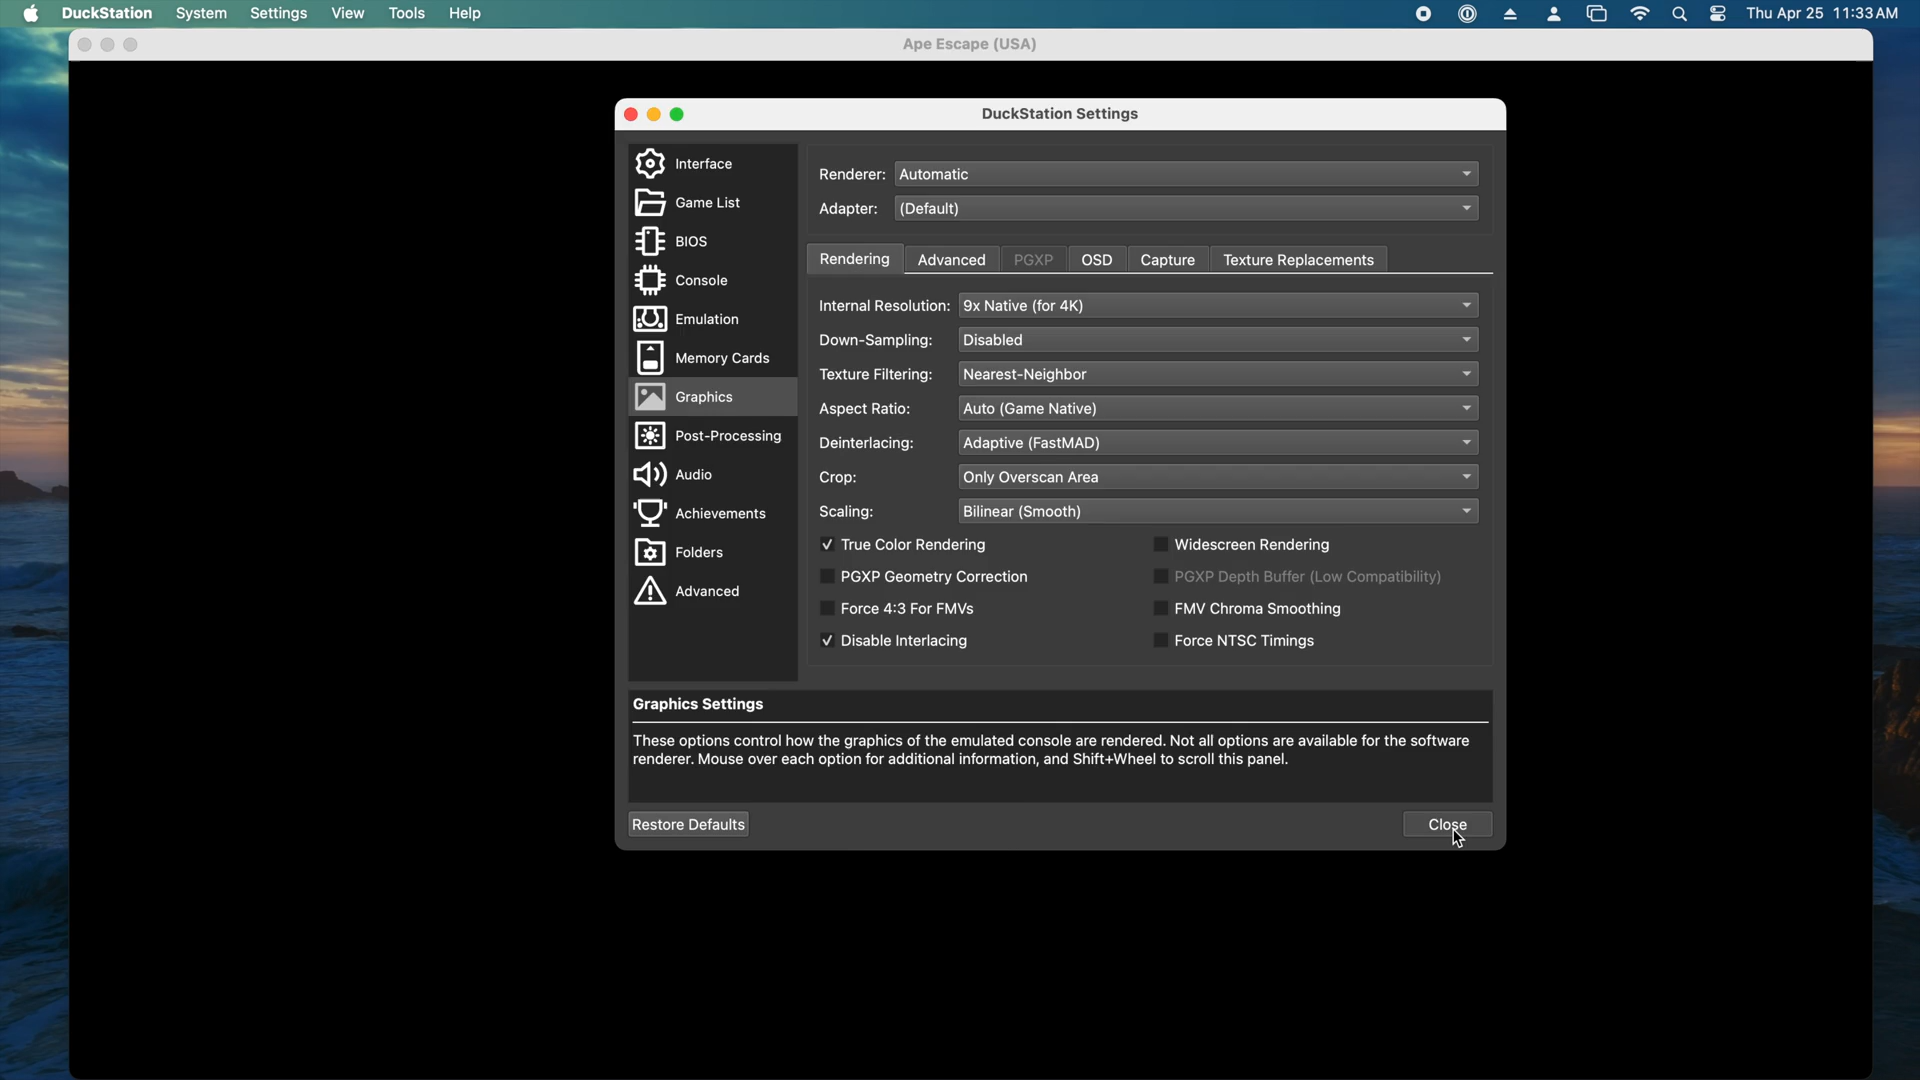 DuckStation System Settings View Tools Help Thu Apr 25 11:33 AM
Ape Escape (USA)
DuckStation Settings
Interface
Game List
BIOS
Console
Emulation
Memory Cards
Graphics
Post-Processing
Audio
Achievements
Folders
Advanced
Renderer: Automatic
Adapter: (Default)
Rendering Advanced PGXP OSD Capture Texture Replacements
Internal Resolution: 9x Native (for 4K)
Down-Sampling: Disabled
Texture Filtering: Nearest-Neighbor
Aspect Ratio: Auto (Game Native)
Deinterlacing: Adaptive (FastMAD)
Crop: Only Overscan Area
Scaling: Bilinear (Smooth)
True Color Rendering Widescreen Rendering
PGXP Geometry Correction PGXP Depth Buffer (Low Compatibility)
Force 4:3 For FMVs FMV Chroma Smoothing
Disable Interlacing Force NTSC Timings
Graphics Settings
These options control how the graphics of the emulated console are rendered. Not all options are available for the software
renderer. Mouse over each option for additional information, and Shift+Wheel to scroll this panel.
Restore Defaults Close